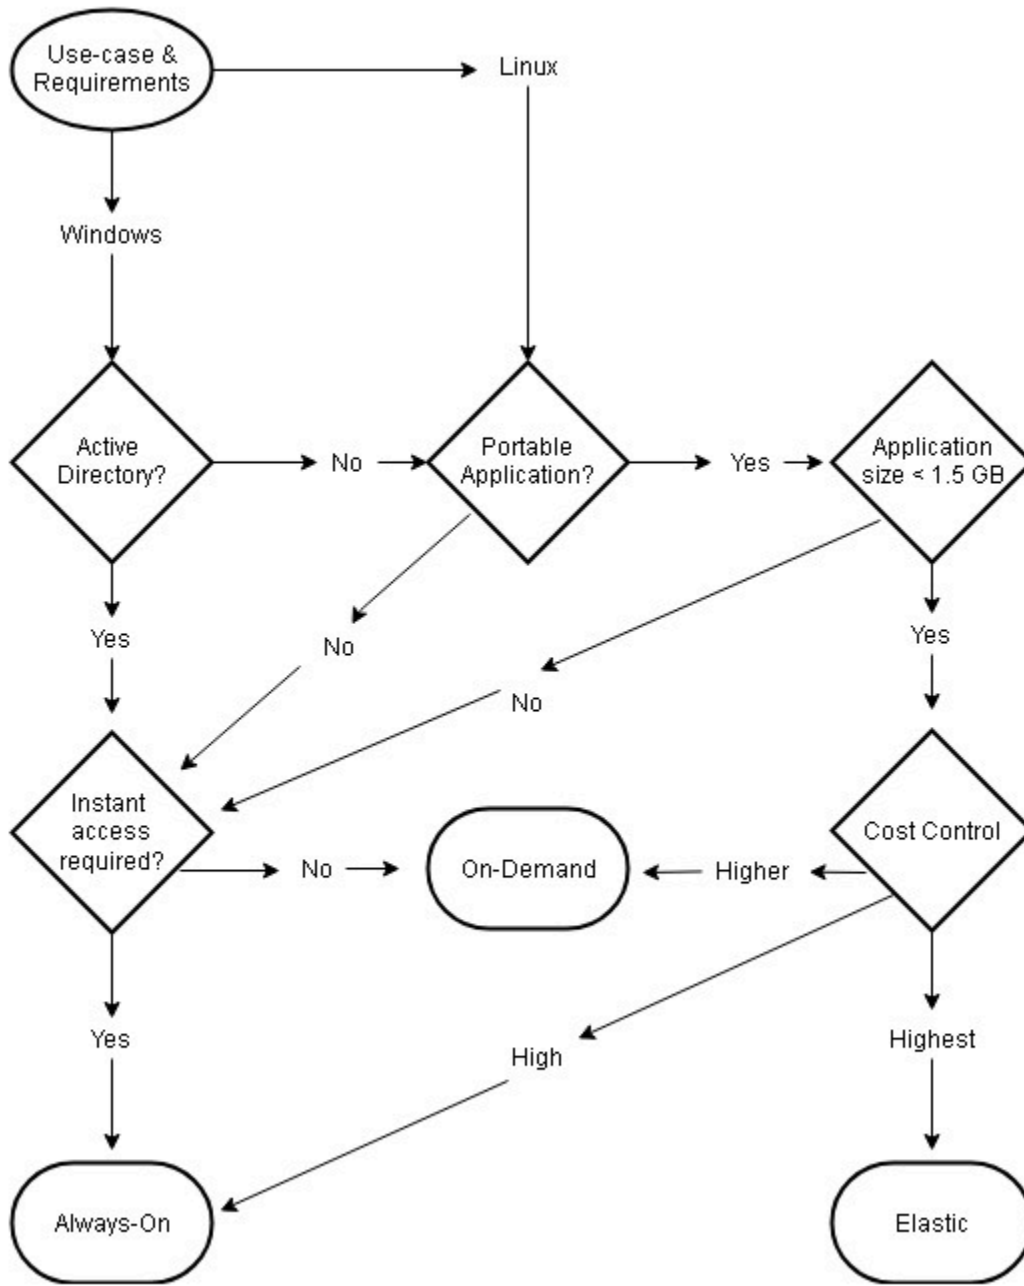 Use-case &
Requirements
Linux
Windows
Active
Directory?
No
Portable
Application?
Yes
Application
size < 1.5 GB
Yes
No
No
Yes
Instant
access
required?
No
On-Demand
Higher
Cost Control
Yes
High
Highest
Always-On
Elastic